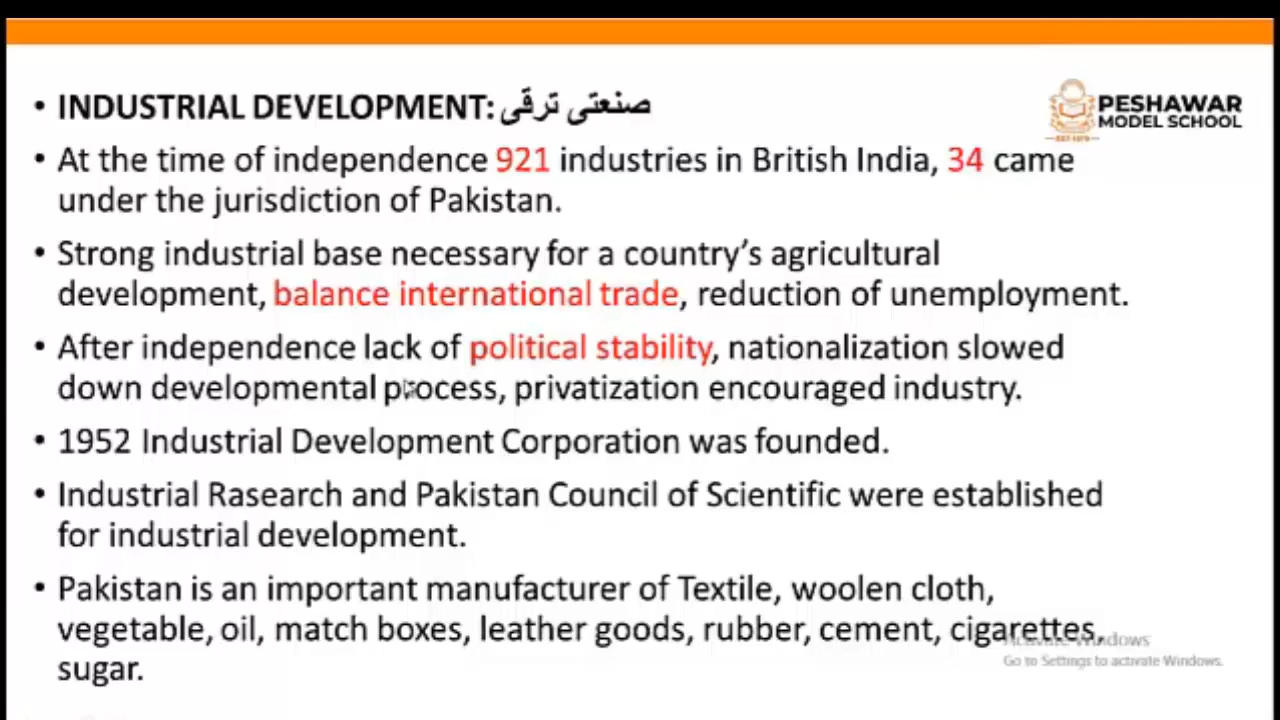 • INDUSTRIAL DEVELOPMENT: صنعتی ترقی
PESHAWAR
MODEL SCHOOL
• At the time of independence 921 industries in British India, 34 came
under the jurisdiction of Pakistan.
• Strong industrial base necessary for a country's agricultural
development, balance international trade, reduction of unemployment.
• After independence lack of political stability, nationalization slowed
down developmental process, privatization encouraged industry.
• 1952 Industrial Development Corporation was founded.
• Industrial Rasearch and Pakistan Council of Scientific were established
for industrial development.
• Pakistan is an important manufacturer of Textile, woolen cloth,
vegetable, oil, match boxes, leather goods, rubber, cement, cigarettes,
sugar.
Activate Windows
Go to Settings to activate Windows.